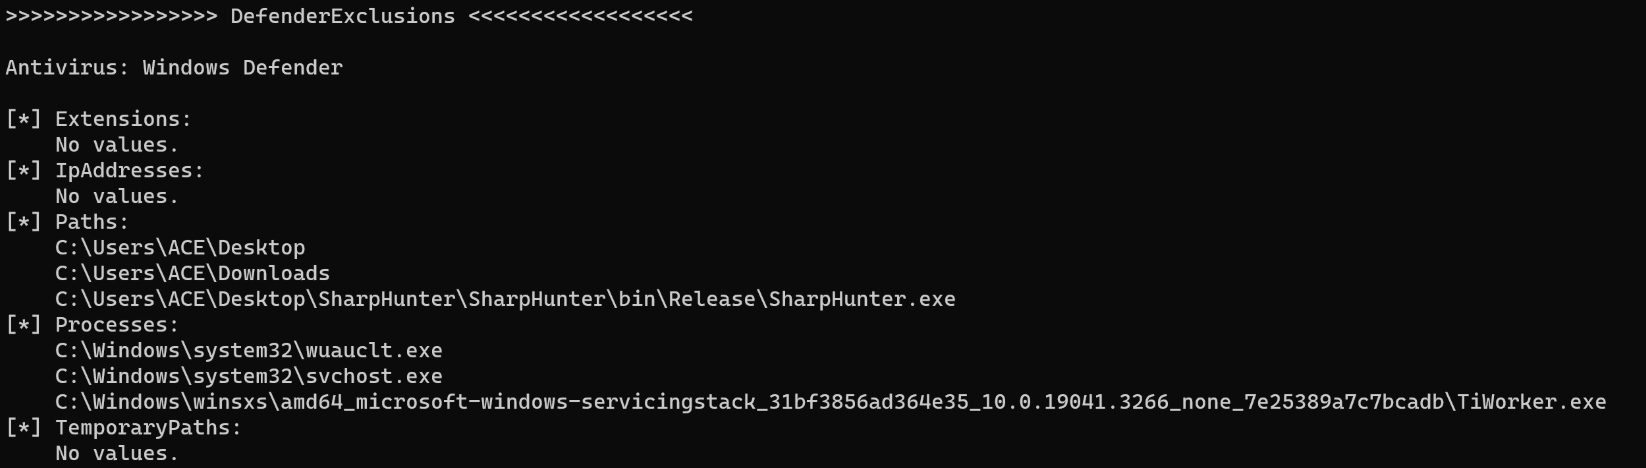 >>>>>>>>>>>>>>>>> DefenderExclusions <<<<<<<<<<<<<<<<<<
Antivirus: Windows Defender
[*] Extensions:
No values.
[*] IpAddresses:
No values.
[*] Paths:
C:\Users\ACE\Desktop
C:\Users\ACE\Downloads
C:\Users\ACE\Desktop\SharpHunter\SharpHunter\bin\Release\SharpHunter.exe
[*] Processes:
C:\Windows\system32\wuauclt.exe
C:\Windows\system32\svchost.exe
C:\Windows\winsxs\amd64_microsoft-windows-servicingstack_31bf3856ad364e35_10.0.19041.3266_none_7e25389a7c7bcadb\TiWorker.exe
[*] TemporaryPaths:
No values.